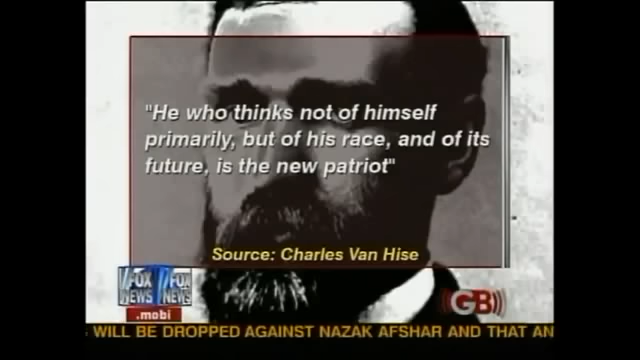 "He who thinks not of himself
primarily, but of his race, and of its
future, is the new patriot"
Source: Charles Van Hise
FOX NEWS FOX NEWS
.mobi
GB
WILL BE DROPPED AGAINST NAZAK AFSHAR AND THAT AN